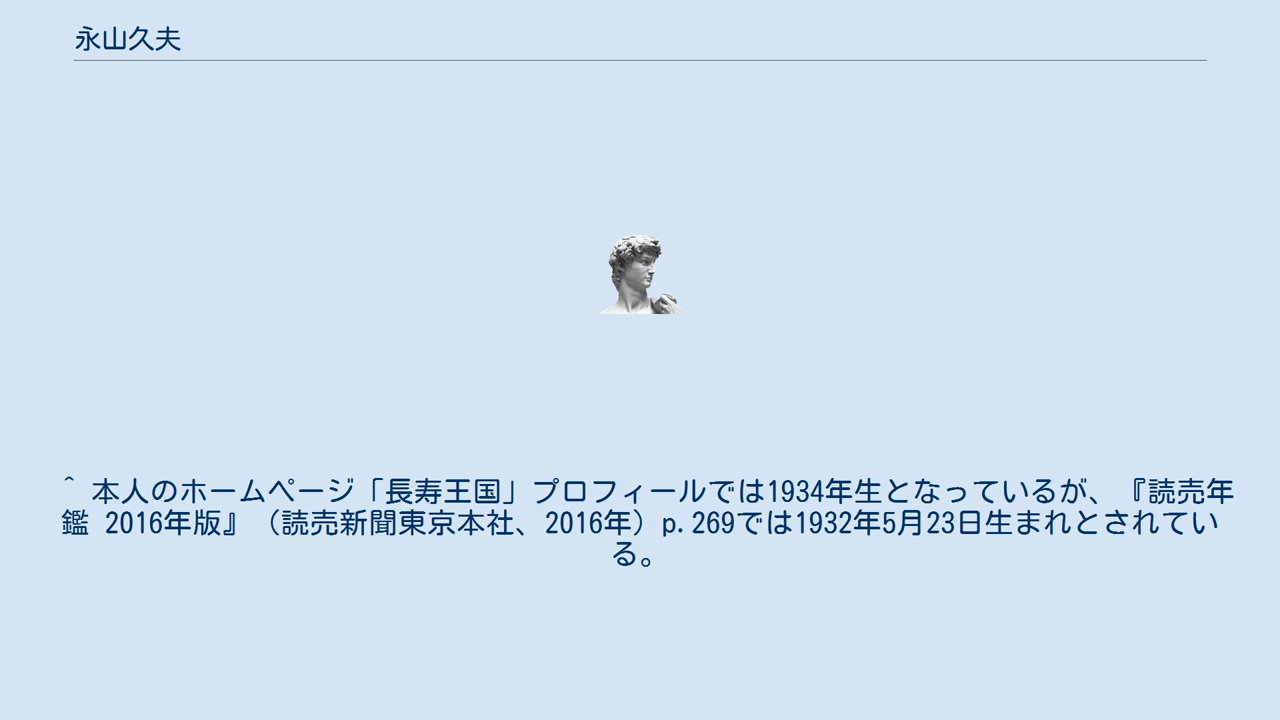 永山久夫
^ 本人のホームページ「長寿王国」プロフィールでは1934年生となっているが、『読売年
鑑 2016年版』（読売新聞東京本社、2016年）p.269では1932年5月23日生まれとされてい
る。